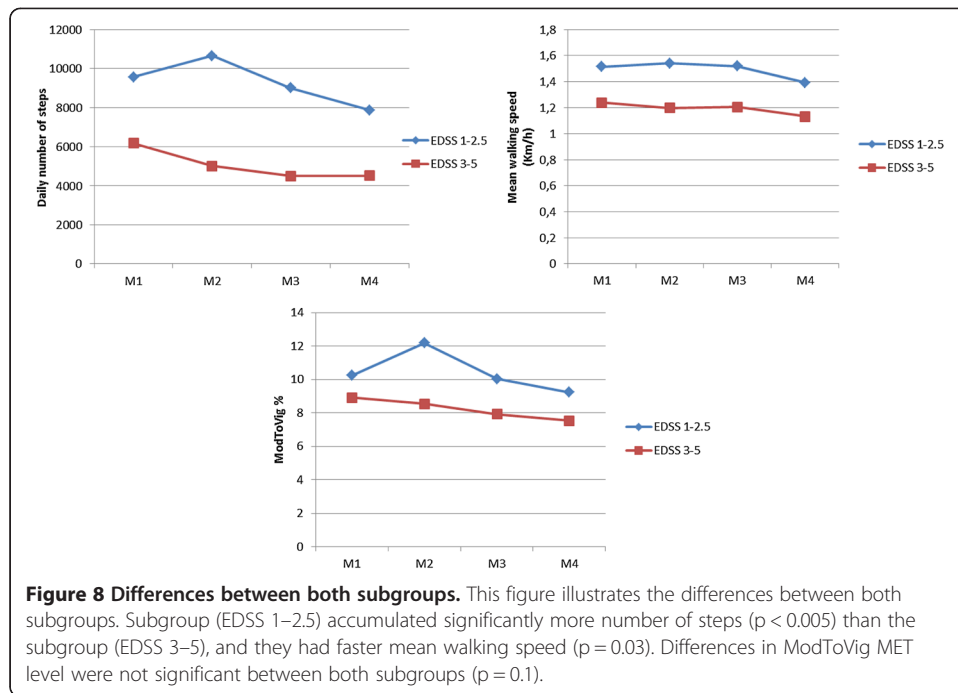 12000
10000
8000
6000
4000
2000
0
Daily number of steps
M1 M2 M3 M4
EDSS 1-2.5
EDSS 3-5
1,8
1,6
1,4
1,2
1
0,8
0,6
0,4
0,2
0
Mean walking speed
(Km/h)
M1 M2 M3 M4
EDSS 1-2.5
EDSS 3-5
14
12
10
8
6
4
2
0
ModToVig %
M1 M2 M3 M4
EDSS 1-2.5
EDSS 3-5
Figure 8 Differences between both subgroups. This figure illustrates the differences between both
subgroups. Subgroup (EDSS 1–2.5) accumulated significantly more number of steps (p < 0.005) than the
subgroup (EDSS 3–5), and they had faster mean walking speed (p = 0.03). Differences in ModToVig MET
level were not significant between both subgroups (p = 0.1).